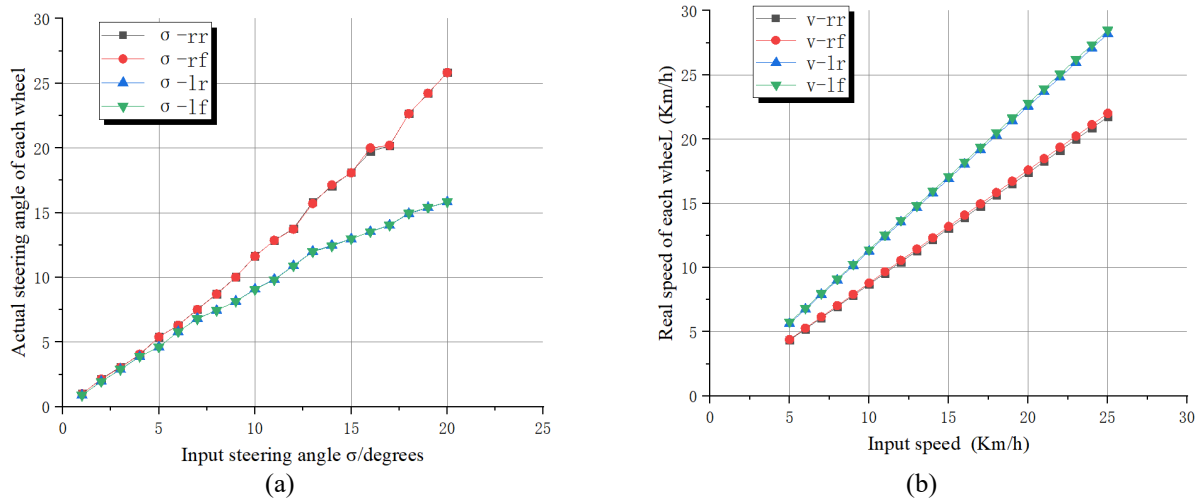 σ-rr
σ-rf
σ-lr
σ-lf
30
25
20
15
10
5
0
0 5 10 15 20 25
Actual steering angle of each wheel
Input steering angle σ/degrees
(a)
v-rr
v-rf
v-lr
v-lf
30
25
20
15
10
5
0
0 5 10 15 20 25 30
Real speed of each wheeL (Km/h)
Input speed (Km/h)
(b)